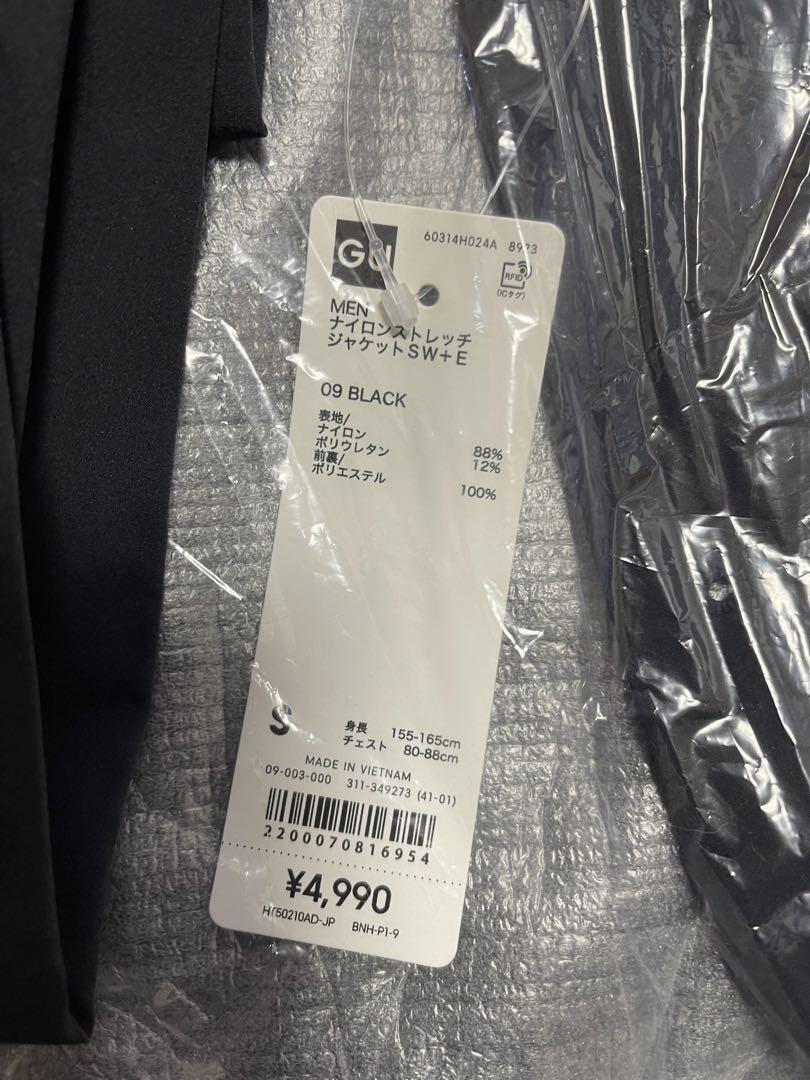 GU
60314H024A 8923
RFID
(ICタグ)
MEN
ナイロンストレッチ
ジャケットSW+E
09 BLACK
表地/
ナイロン 88%
ポリウレタン 12%
前裏/
ポリエステル 100%
S
身長 155-165cm
チェスト 80-88cm
MADE IN VIETNAM
09-003-000 311-349273 (41-01)
2200070816954
¥4,990
BNH-P1-9